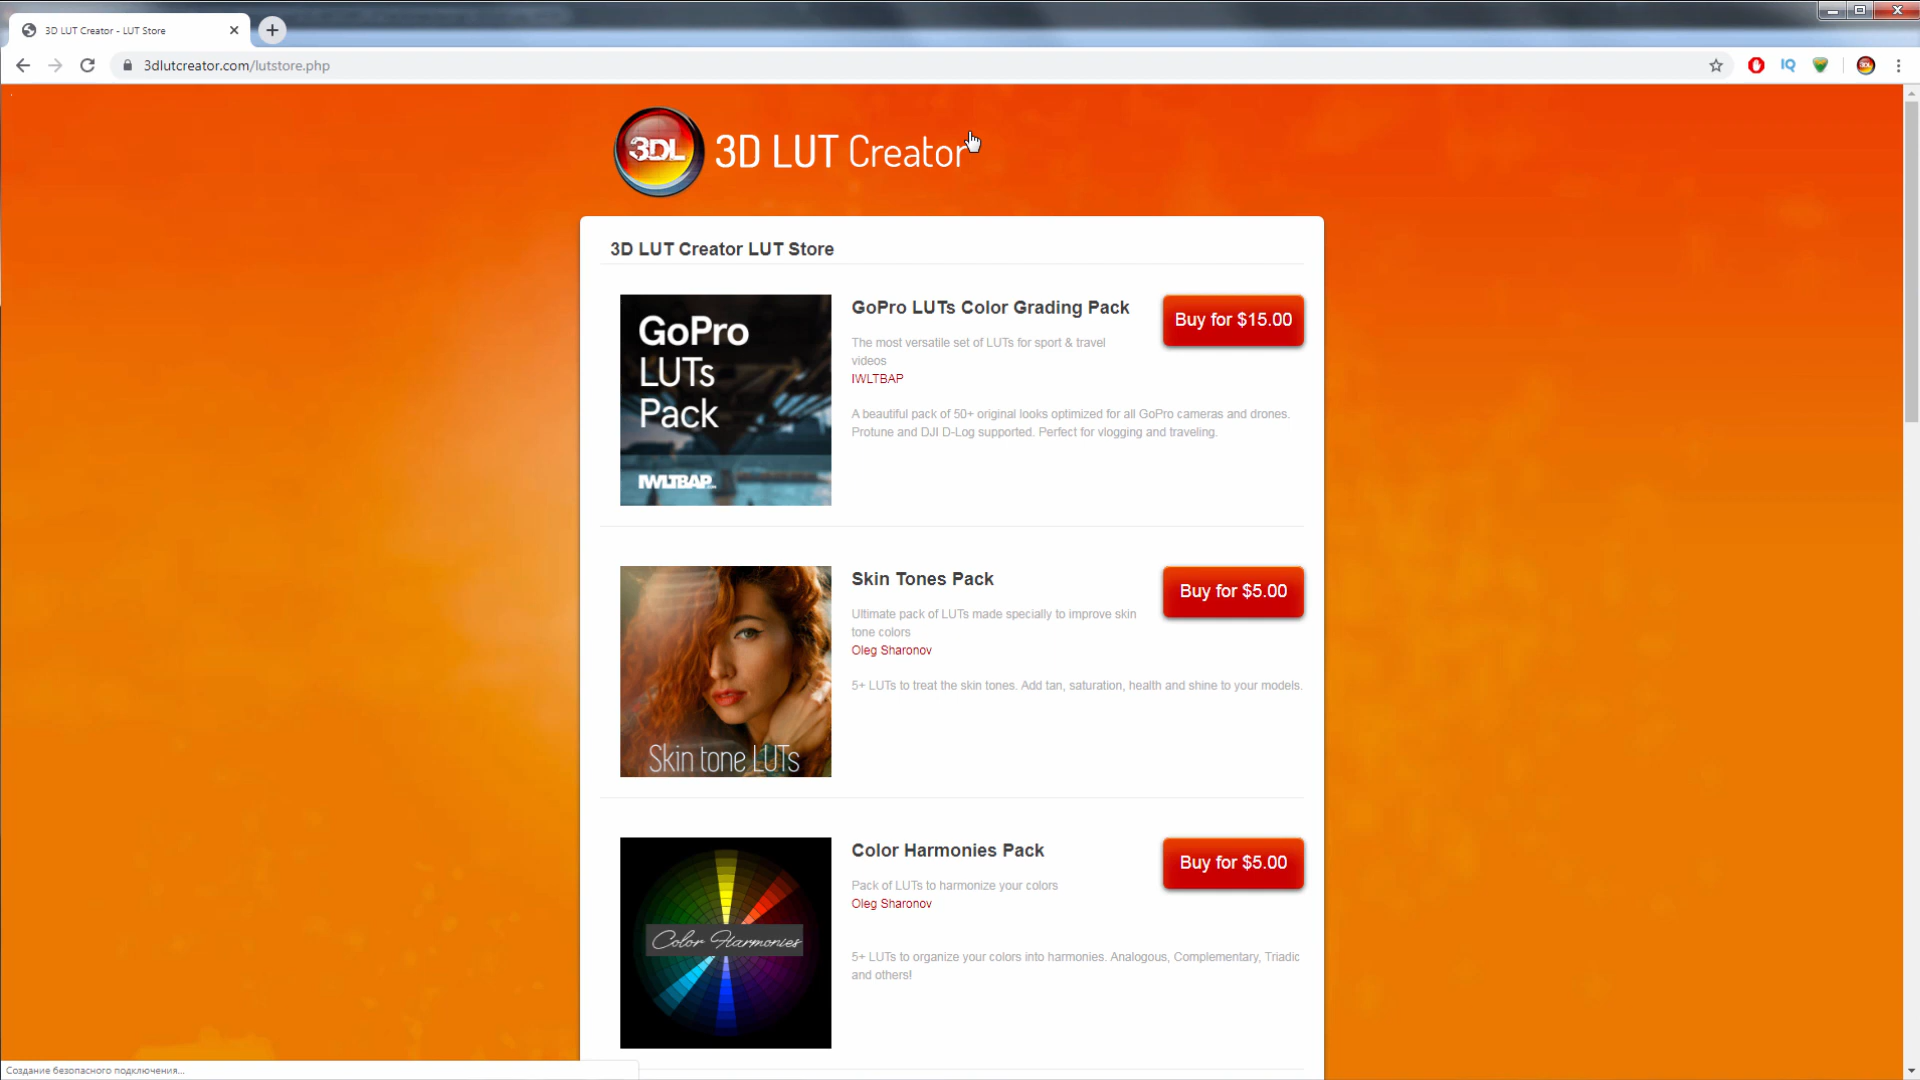 3D LUT Creator - LUT Store
3dlutcreator.com/lutstore.php
IQ
3DL
3D LUT Creator
3D LUT Creator LUT Store
GoPro
LUTs
Pack
IWLTBAP.com
GoPro LUTs Color Grading Pack
Buy for $15.00
The most versatile set of LUTs for sport & travel
videos
IWLTBAP
A beautiful pack of 50+ original looks optimized for all GoPro cameras and drones.
Protune and DJI D-Log supported. Perfect for vlogging and traveling.
Skin tone LUTs
Skin Tones Pack
Buy for $5.00
Ultimate pack of LUTs made specially to improve skin
tone colors
Oleg Sharonov
5+ LUTs to treat the skin tones. Add tan, saturation, health and shine to your models.
Color Harmonies
Color Harmonies Pack
Buy for $5.00
Pack of LUTs to harmonize your colors
Oleg Sharonov
5+ LUTs to organize your colors into harmonies. Analogous, Complementary, Triadic
and others!
Создание безопасного подключения...